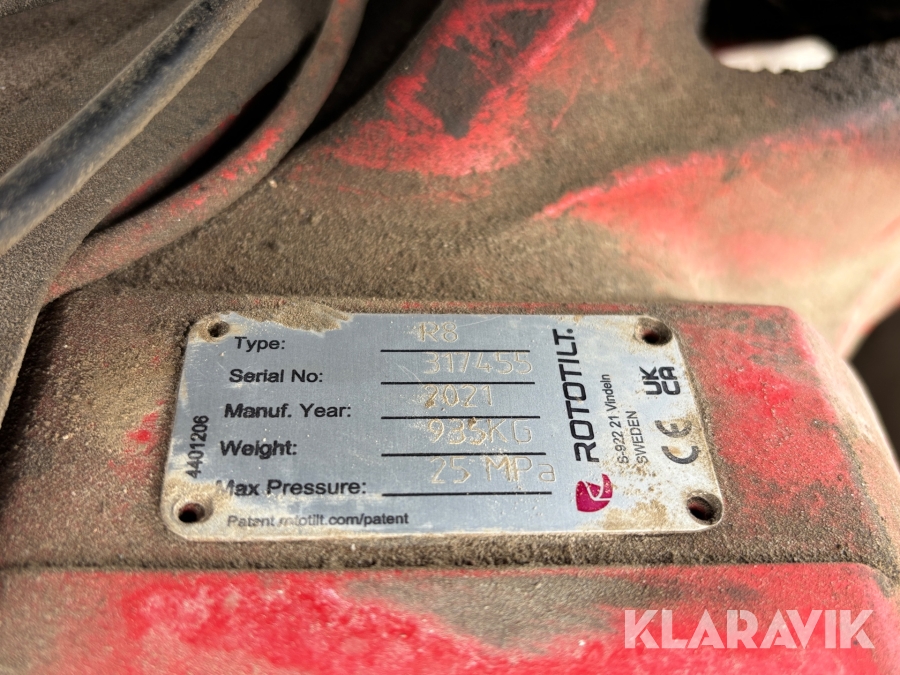 Type: R8
Serial No: 317455
Manuf. Year: 2021
Weight: 935KG
Max Pressure: 25 MPa
Patent rototilt.com/patent
4401206
ROTOTILT.
S-922 21 Vindeln
SWEDEN
UK
CA
CE
KLARAVIK